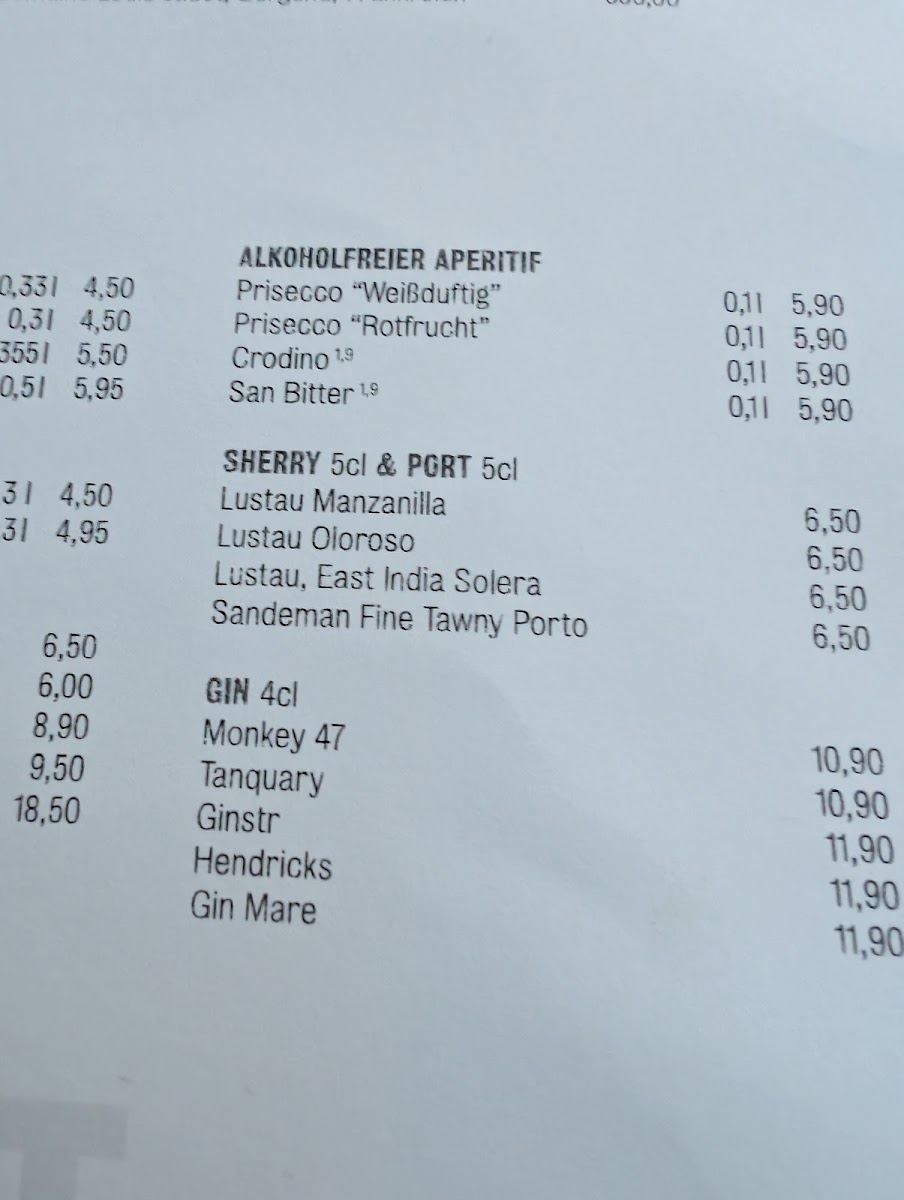 0,33l 4,50
0,3l 4,50
355l 5,50
0,5l 5,95
3 l 4,50
3l 4,95
6,50
6,00
8,90
9,50
18,50
ALKOHOLFREIER APERITIF
Prisecco “Weißduftig” 0,1l 5,90
Prisecco “Rotfrucht” 0,1l 5,90
Crodino 1,9 0,1l 5,90
San Bitter 1,9 0,1l 5,90
SHERRY 5cl & PORT 5cl
Lustau Manzanilla 6,50
Lustau Oloroso 6,50
Lustau, East India Solera 6,50
Sandeman Fine Tawny Porto 6,50
GIN 4cl
Monkey 47 10,90
Tanquary 10,90
Ginstr 11,90
Hendricks 11,90
Gin Mare 11,90